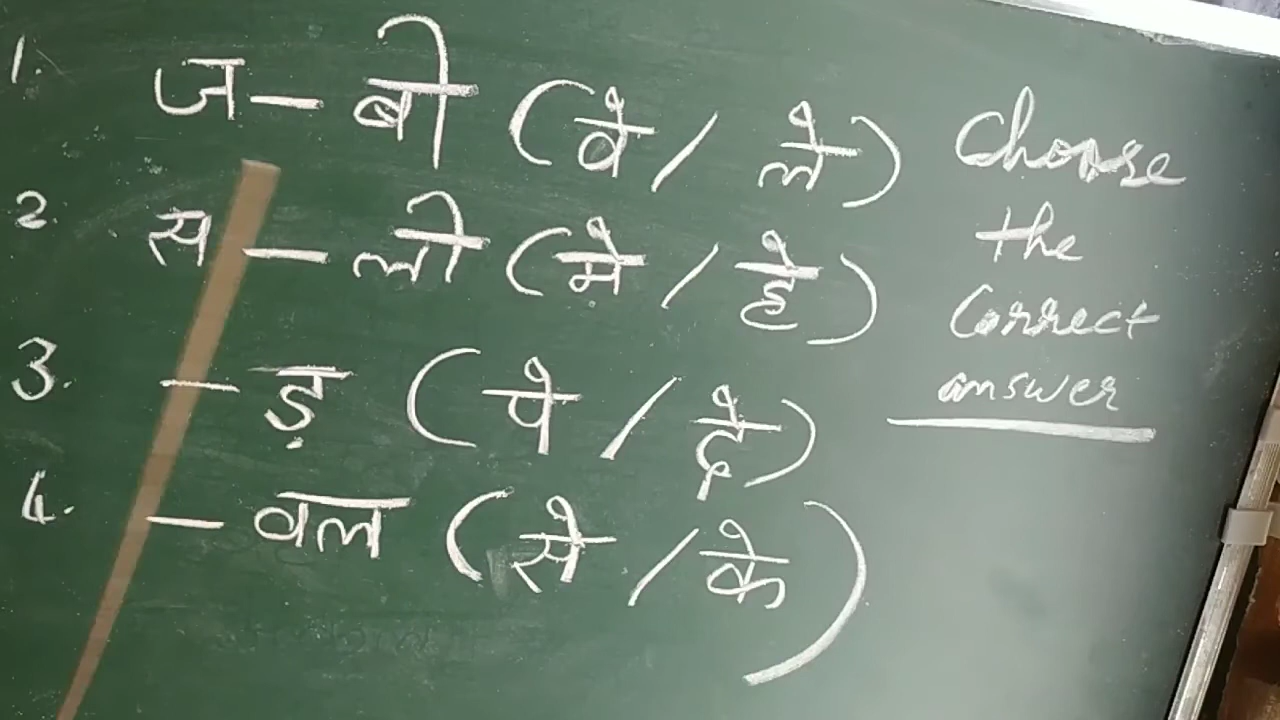 1. ज – बी (वे / ले)
2. स – ली (मे / हे)
3. – ड़ (पे / दे)
4. – वल (से / के)
Choose
the
Correct
answer